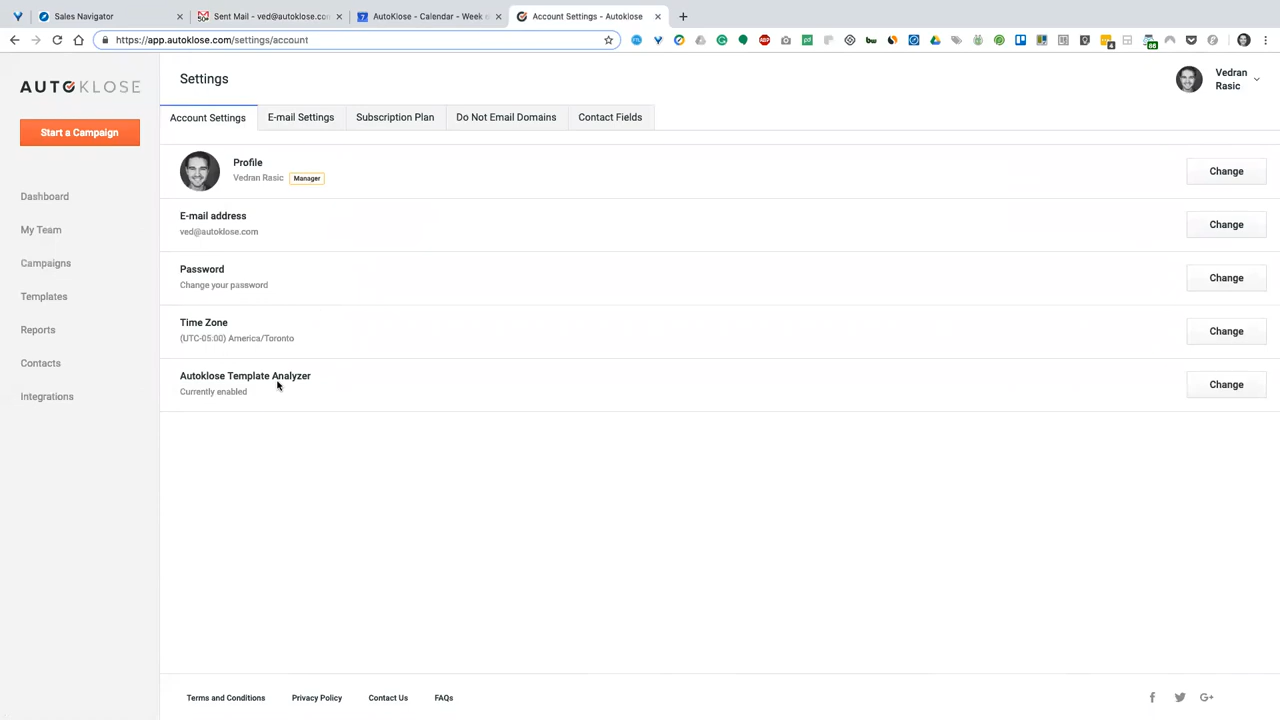 Sales Navigator
Sent Mail - ved@autoklose.com
AutoKlose - Calendar - Week o
Account Settings - Autoklose
https://app.autoklose.com/settings/account
AUTOKLOSE
Start a Campaign
Dashboard
My Team
Campaigns
Templates
Reports
Contacts
Integrations
Settings
Vedran
Rasic
Account Settings
E-mail Settings
Subscription Plan
Do Not Email Domains
Contact Fields
Profile
Vedran Rasic Manager
Change
E-mail address
ved@autoklose.com
Change
Password
Change your password
Change
Time Zone
(UTC-05:00) America/Toronto
Change
Autoklose Template Analyzer
Currently enabled
Change
Terms and Conditions
Privacy Policy
Contact Us
FAQs